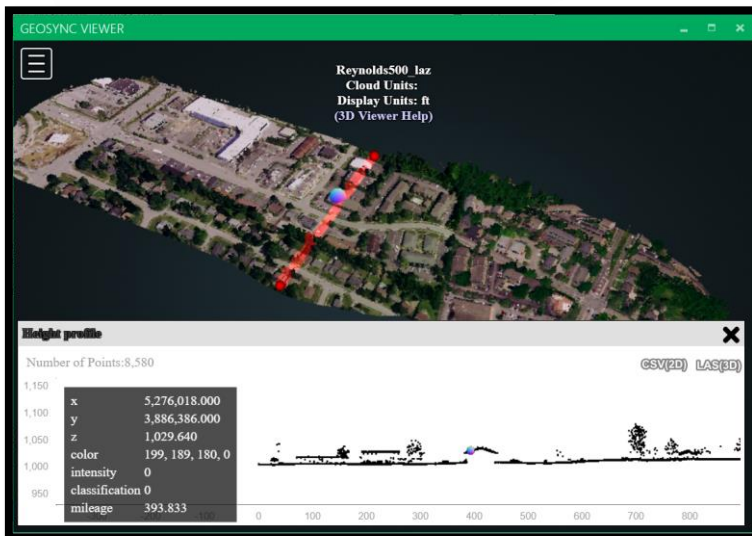 GEOSYNC VIEWER
Reynolds500_laz
Cloud Units:
Display Units: ft
(3D Viewer Help)
Height profile
Number of Points:8,580
CSV(2D) LAS(3D)
1,150
1,100
1,050
1,000
950
x 5,276,018.000
y 3,886,386.000
z 1,029.640
color 199, 189, 180, 0
intensity 0
classification 0
mileage 393.833
0 100 200 300 400 500 600 700 800